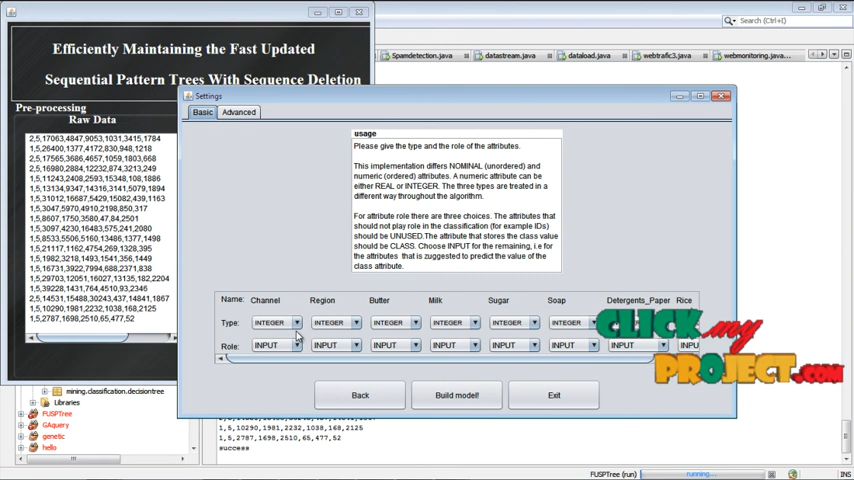 Search (Ctrl+I)
Efficiently Maintaining the Fast Updated
Sequential Pattern Trees With Sequence Deletion
Spamdetection.java
datastream.java
dataload.java
webtrafic3.java
webmonitoring.java
Pre-processing
Raw Data
2,5,17063,4847,9053,1031,3415,1784
1,5,26400,1377,4172,830,948,1218
2,5,17565,3686,4657,1059,1803,668
2,5,16980,2884,12232,874,3213,249
1,5,11243,2408,2593,15348,108,1886
1,5,13134,9347,14316,3141,5079,1894
1,5,31012,16687,5429,15082,439,1163
1,5,3047,5970,4910,2198,850,317
1,5,8607,1750,3580,47,84,2501
1,5,3097,4230,16483,575,241,2080
1,5,8533,5506,5160,13486,1377,1498
1,5,21117,1162,4754,269,1328,395
1,5,1982,3218,1493,1541,356,1449
1,5,16731,3922,7994,688,2371,838
1,5,29703,12051,16027,13135,182,2204
1,5,39228,1431,764,4510,93,2346
2,5,14531,15488,30243,437,14841,1867
1,5,10290,1981,2232,1038,168,2125
1,5,2787,1698,2510,65,477,52
Settings
Basic
Advanced
usage
Please give the type and the role of the attributes.
This implementation differs NOMINAL (unordered) and
numeric (ordered) attributes. A numeric attribute can be
either REAL or INTEGER. The three types are treated in a
different way throughout the algorithm.
For attribute role there are three choices. The attributes that
should not play role in the classification (for example IDs)
should be UNUSED.The attribute that stores the class value
should be CLASS. Choose INPUT for the remaining, i.e for
the attributes that is zuggested to predict the value of the
class attribute.
Name: Channel Region Butter Milk Sugar Soap Detergents_Paper Rice
Type: INTEGER INTEGER INTEGER INTEGER INTEGER INTEGER
Role: INPUT INPUT INPUT INPUT INPUT INPUT INPUT INPU
CLICK my
PROJECT.com
Back
Build model!
Exit
mining.classification.decisiontree
Libraries
FUSPTree
GAquery
genetic
hello
1,5,10290,1981,2232,1038,168,2125
1,5,2787,1698,2510,65,477,52
success
FUSPTree (run)
running...
INS